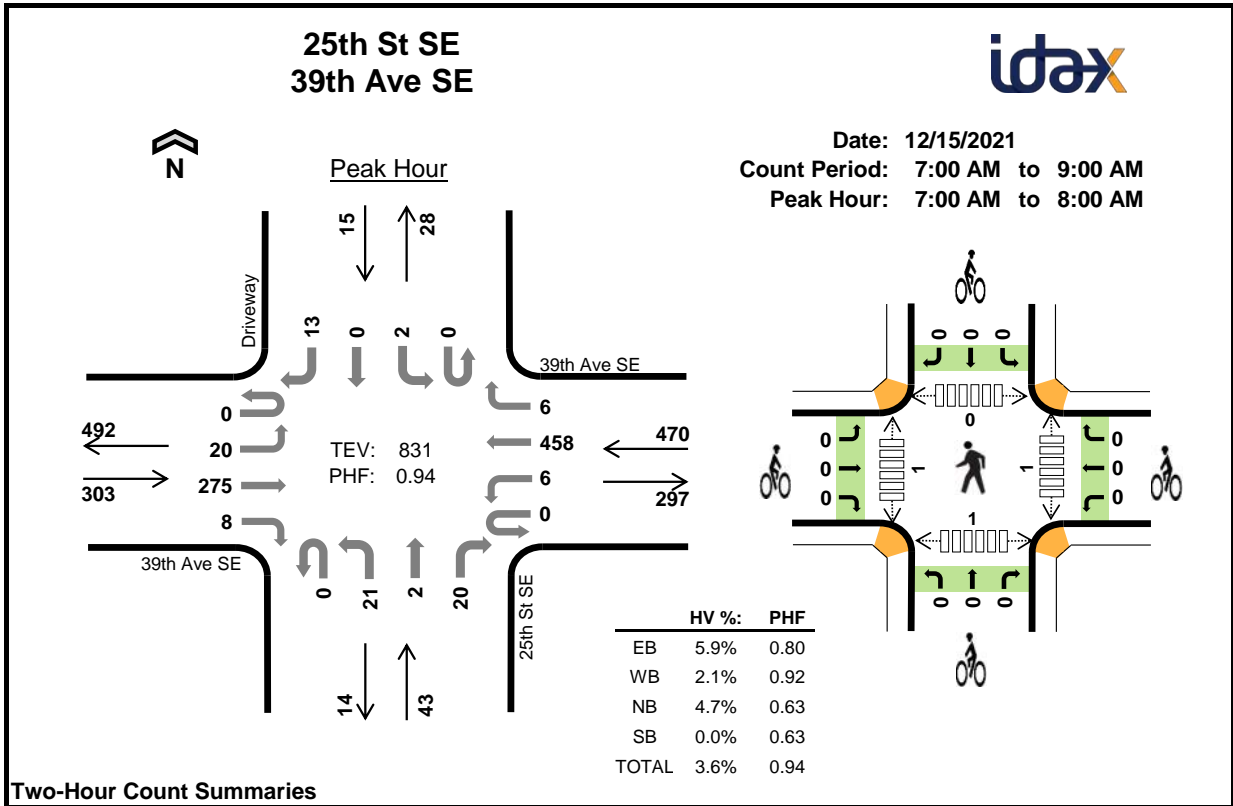 25th St SE
39th Ave SE
idax
Date: 12/15/2021
Count Period: 7:00 AM to 9:00 AM
Peak Hour: 7:00 AM to 8:00 AM
N
Peak Hour
15
28
Driveway
13
0
2
0
39th Ave SE
0
6
492
20
TEV: 831
458
470
303
275
PHF: 0.94
6
297
8
0
39th Ave SE
0
21
2
20
25th St SE
14
43
0 0 0
0
0
0
0
1
1
0
0
0
1
0 0 0
HV %: PHF
EB 5.9% 0.80
WB 2.1% 0.92
NB 4.7% 0.63
SB 0.0% 0.63
TOTAL 3.6% 0.94
Two-Hour Count Summaries